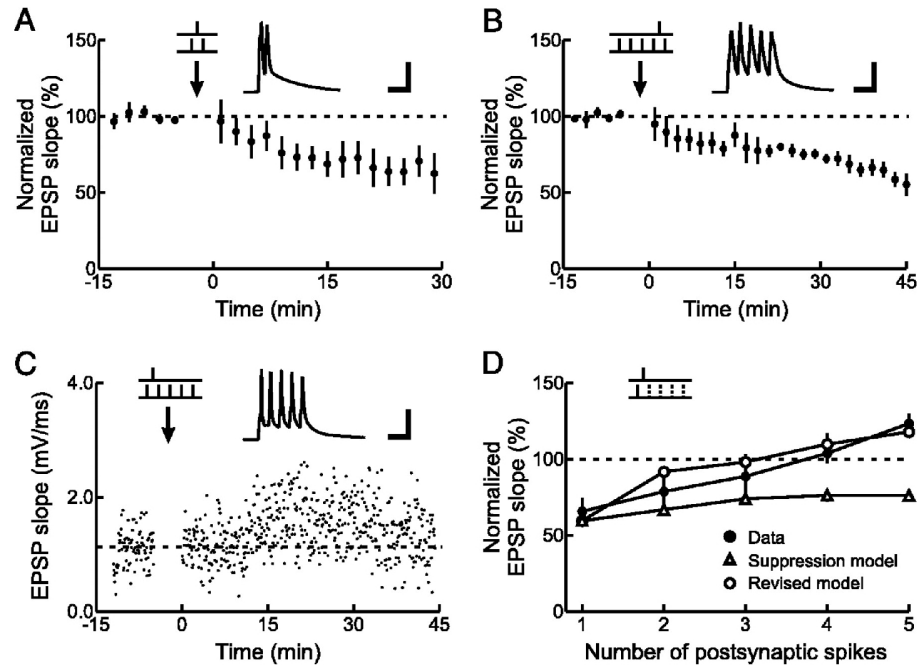 A
Normalized
EPSP slope (%)
150
100
50
0
-15
0
15
30
Time (min)
B
Normalized
EPSP slope (%)
150
100
50
0
-15
0
15
30
45
Time (min)
C
EPSP slope (mV/ms)
4.0
2.0
0.0
-15
0
15
30
45
Time (min)
D
Normalized
EPSP slope (%)
150
100
50
0
Data
Suppression model
Revised model
1
2
3
4
5
Number of postsynaptic spikes